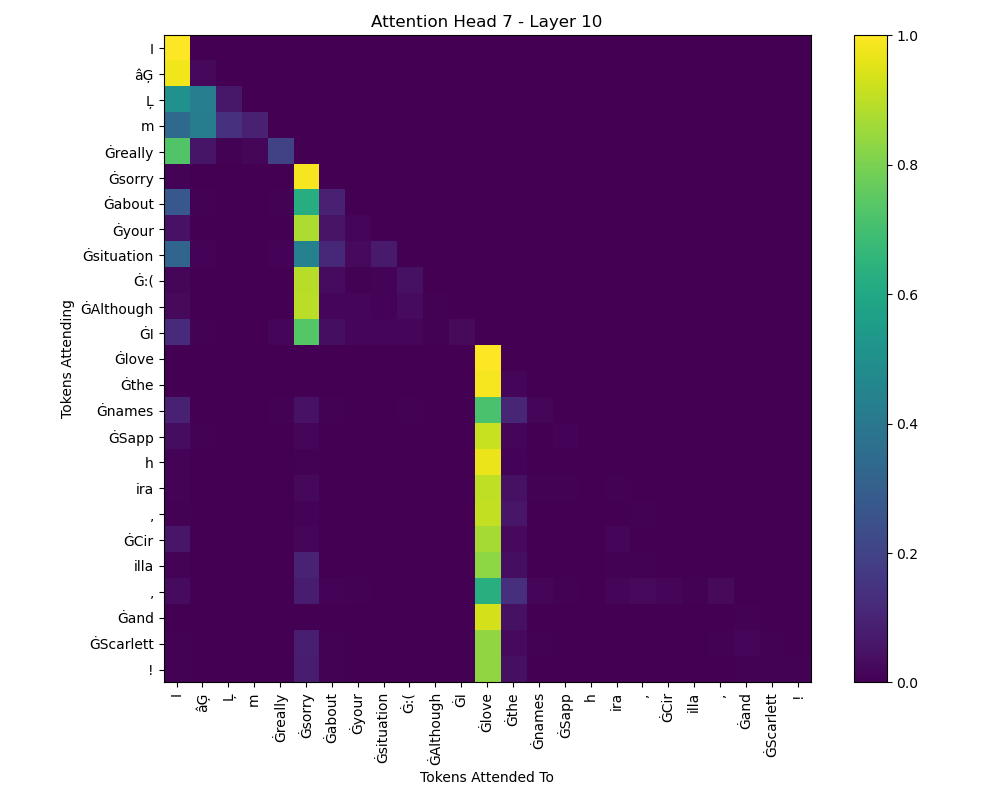 Attention Head 7 - Layer 10
Tokens Attending
I
âĢ
Ļ
m
Ġreally
Ġsorry
Ġabout
Ġyour
Ġsituation
Ġ:(
ĠAlthough
ĠI
Ġlove
Ġthe
Ġnames
ĠSapp
h
ira
,
ĠCir
illa
,
Ġand
ĠScarlett
!
I
âĢ
Ļ
m
Ġreally
Ġsorry
Ġabout
Ġyour
Ġsituation
Ġ:(
ĠAlthough
ĠI
Ġlove
Ġthe
Ġnames
ĠSapp
h
ira
,
ĠCir
illa
,
Ġand
ĠScarlett
!
Tokens Attended To
1.0
0.8
0.6
0.4
0.2
0.0